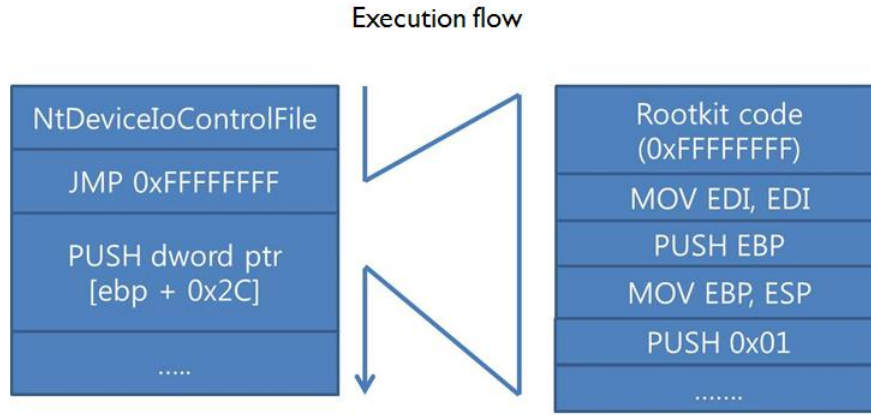 Execution flow
NtDeviceIoControlFile
JMP 0xFFFFFFFF
PUSH dword ptr
[ebp + 0x2C]
.....
Rootkit code
(0xFFFFFFFF)
MOV EDI, EDI
PUSH EBP
MOV EBP, ESP
PUSH 0x01
.......